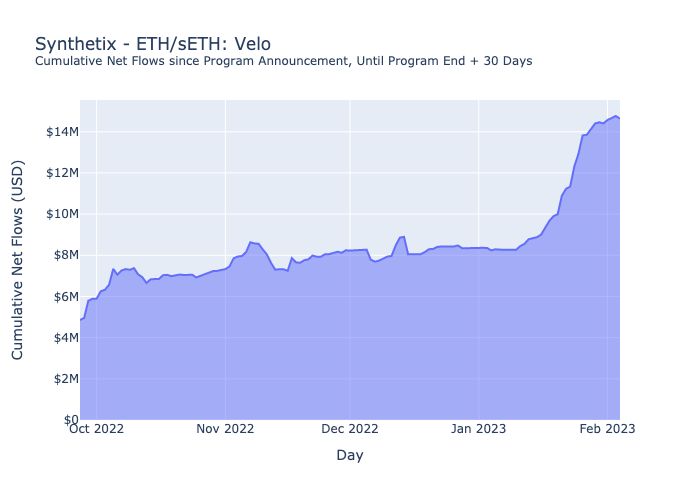 Synthetix - ETH/sETH: Velo
Cumulative Net Flows since Program Announcement, Until Program End + 30 Days
Cumulative Net Flows (USD)
$14M
$12M
$10M
$8M
$6M
$4M
$2M
$0
Oct 2022
Nov 2022
Dec 2022
Jan 2023
Feb 2023
Day